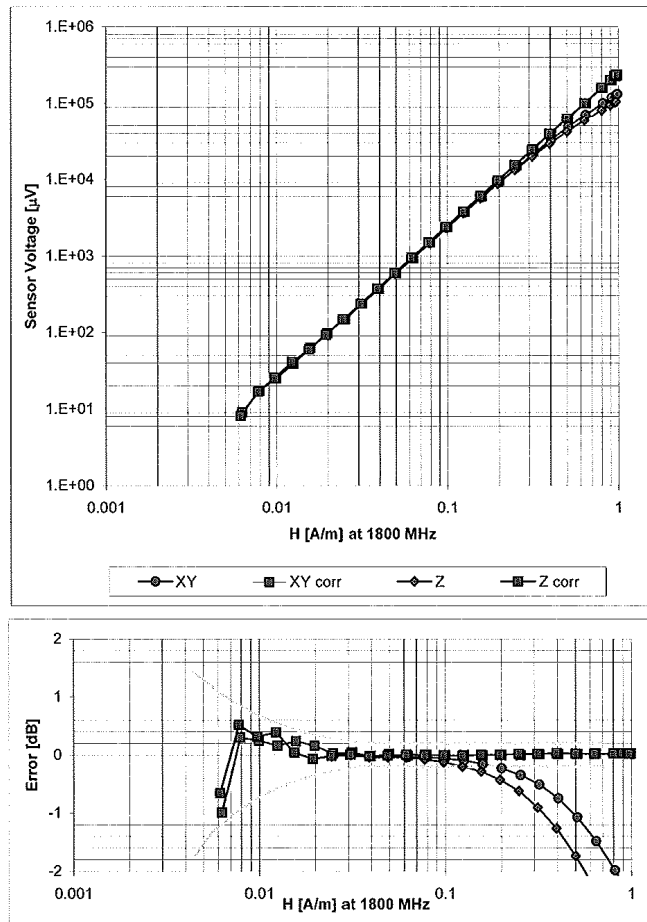 1.E+06
1.E+05
1.E+04
1.E+03
1.E+02
1.E+01
1.E+00
Sensor Voltage [µV]
0.001 0.01 0.1 1
H [A/m] at 1800 MHz
XY XY corr Z Z corr
2
1
0
-1
-2
Error [dB]
0.001 0.01 0.1 1
H [A/m] at 1800 MHz